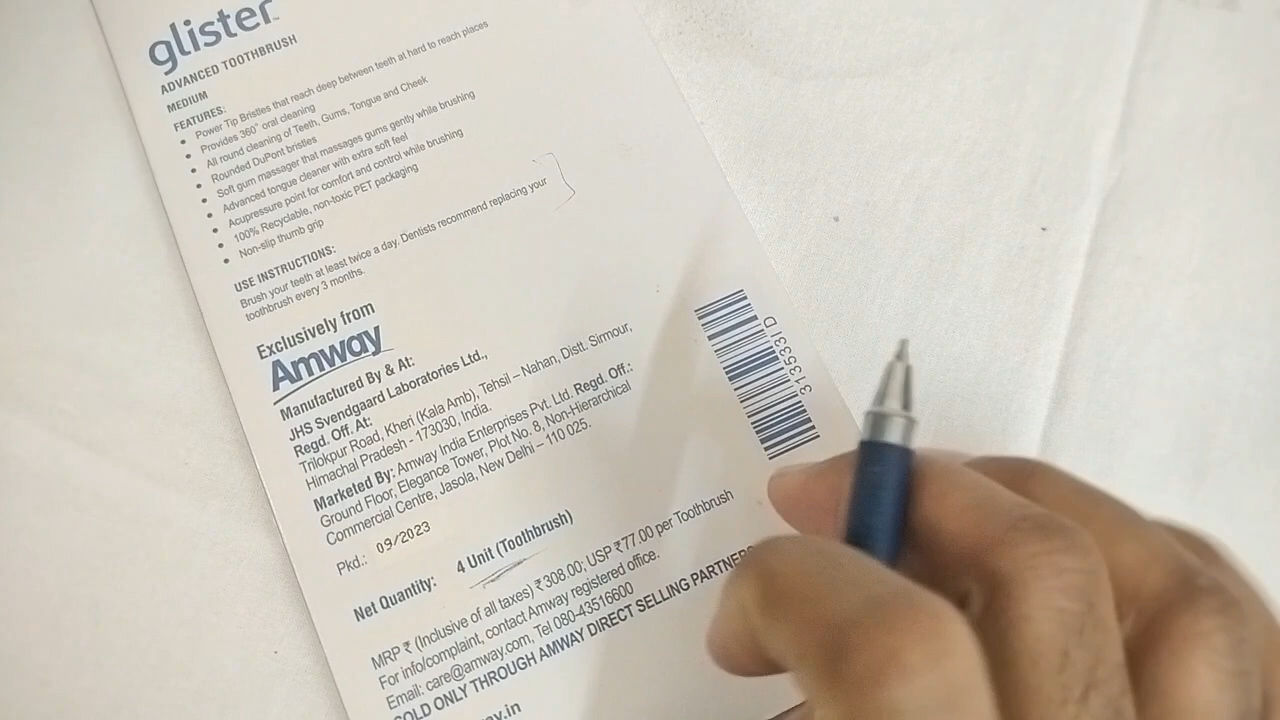 glister™
ADVANCED TOOTHBRUSH
MEDIUM
FEATURES:
• Power Tip Bristles that reach deep between teeth at hard to reach places
• Provides 360° oral cleaning
• All round cleaning of Teeth, Gums, Tongue and Cheek
• Rounded DuPont bristles
• Soft gum massager that massages gums gently while brushing
• Advanced tongue cleaner with extra soft feel
• Acupressure point for comfort and control while brushing
• 100% Recyclable, non-toxic PET packaging
• Non-slip thumb grip
USE INSTRUCTIONS:
Brush your teeth at least twice a day. Dentists recommend replacing your
toothbrush every 3 months.
Exclusively from
Amway
Manufactured By & At:
JHS Svendgaard Laboratories Ltd.,
Regd. Off. At:
Trilokpur Road, Kheri (Kala Amb), Tehsil – Nahan, Distt. Sirmour,
Himachal Pradesh - 173030, India.
Marketed By: Amway India Enterprises Pvt. Ltd. Regd. Off.:
Ground Floor, Elegance Tower, Plot No. 8, Non-Hierarchical
Commercial Centre, Jasola, New Delhi – 110 025.
Pkd.: 09/2023
Net Quantity: 4 Unit (Toothbrush)
MRP ₹ (Inclusive of all taxes) ₹308.00; USP ₹77.00 per Toothbrush
For info/complaint, contact Amway registered office.
Email: care@amway.com, Tel 080-43516600
SOLD ONLY THROUGH AMWAY DIRECT SELLING PARTNERS
313533I D